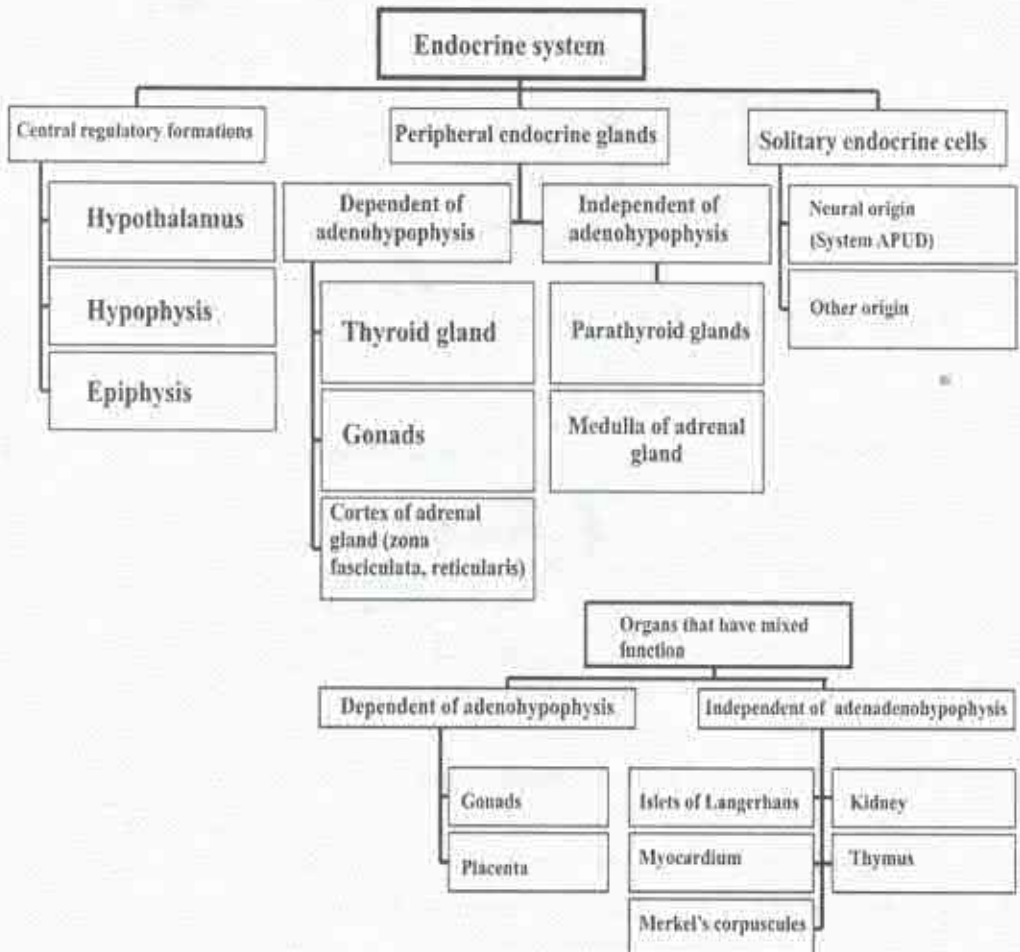 Endocrine system
Central regulatory formations
Hypothalamus
Hypophysis
Epiphysis
Peripheral endocrine glands
Dependent of
adenohypophysis
Thyroid gland
Gonads
Cortex of adrenal
gland (zona
fasciculata, reticularis)
Independent of
adenohypophysis
Parathyroid glands
Medulla of adrenal
gland
Solitary endocrine cells
Neural origin
(System APUD)
Other origin
Organs that have mixed
function
Dependent of adenohypophysis
Gonads
Placenta
Independent of adenadenohypophysis
Islets of Langerhans
Myocardium
Merkel's corpuscules
Kidney
Thymus